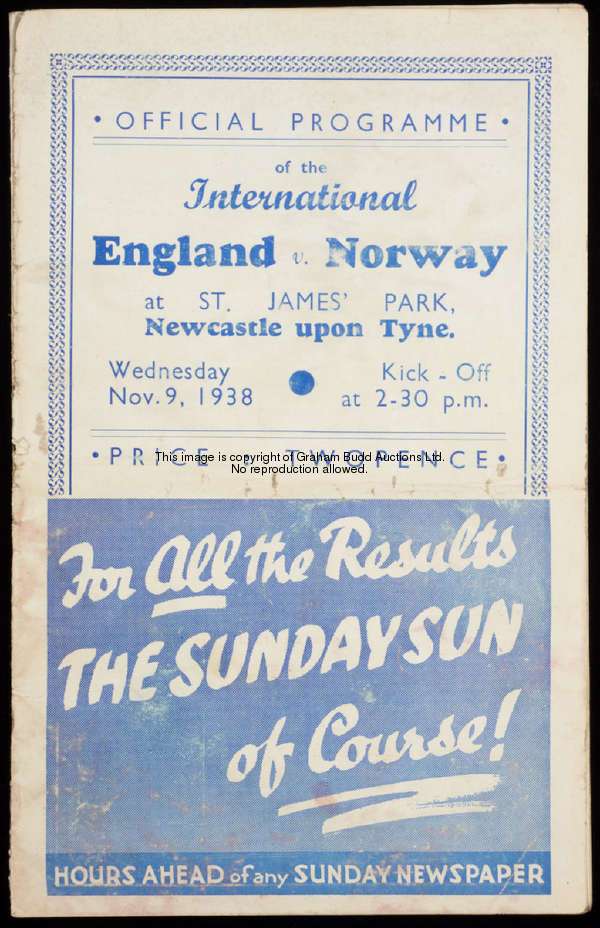 • OFFICIAL PROGRAMME •
of the
International
England v. Norway
at ST. JAMES' PARK,
Newcastle upon Tyne.
Wednesday Kick - Off
Nov. 9, 1938 at 2-30 p.m.
• PRICE : TWOPENCE •
This image is copyright of Graham Budd Auctions Ltd.
No reproduction allowed.
For All the Results
THE SUNDAY SUN
of Course!
HOURS AHEAD of any SUNDAY NEWSPAPER